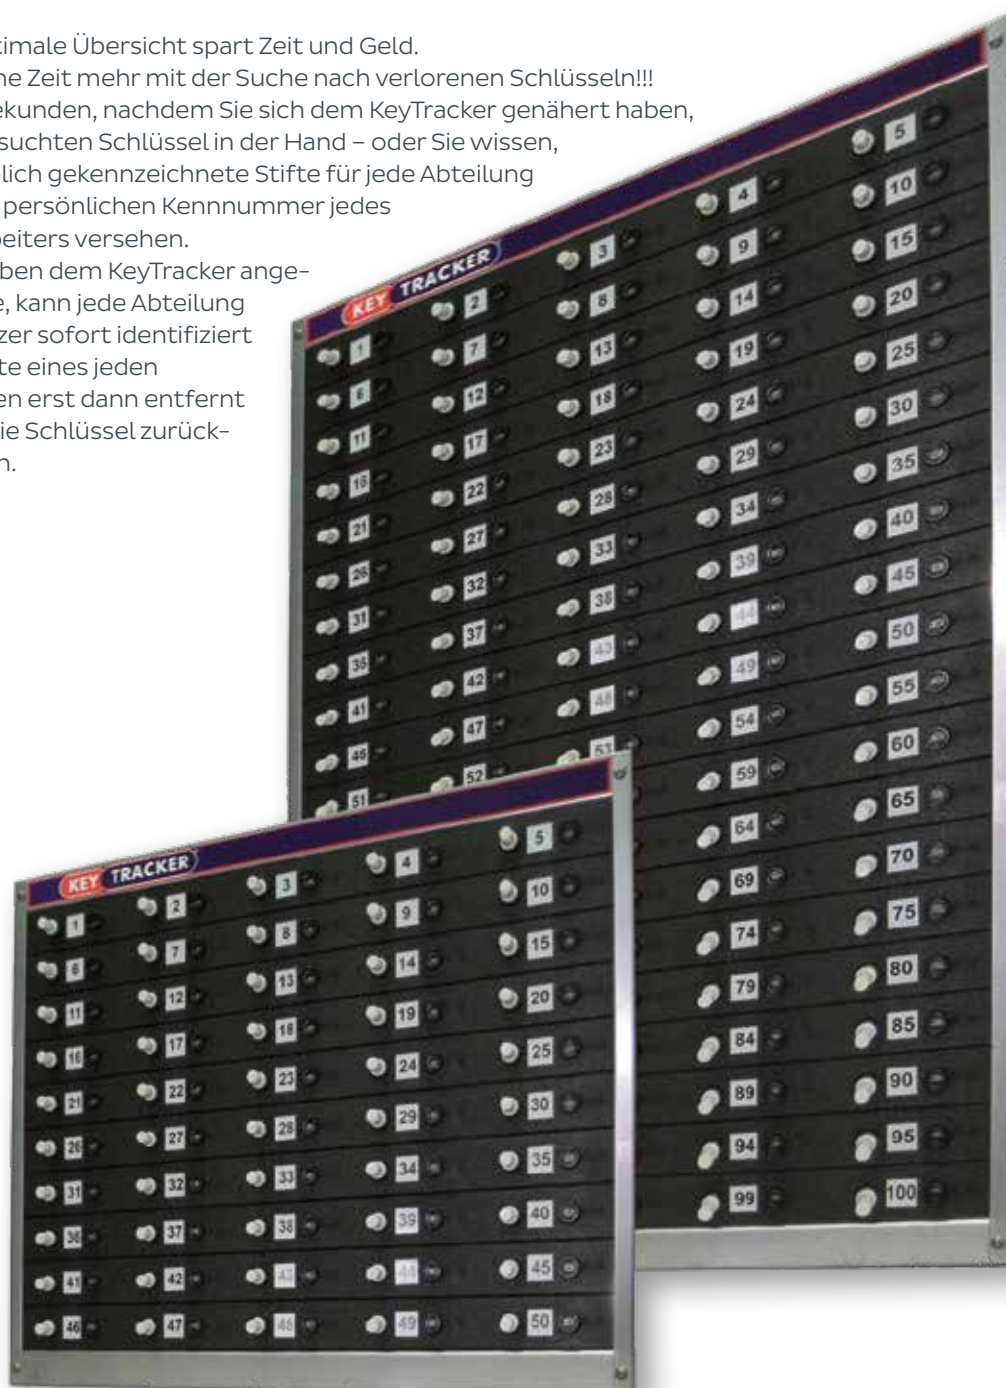 timale Übersicht spart Zeit und Geld.
ne Zeit mehr mit der Suche nach verlorenen Schlüsseln!!!
ekunden, nachdem Sie sich dem KeyTracker genähert haben,
suchten Schlüssel in der Hand – oder Sie wissen,
lich gekennzeichnete Stifte für jede Abteilung
persönlichen Kennnummer jedes
beiters versehen.
ben dem KeyTracker ange-
e, kann jede Abteilung
zer sofort identifiziert
te eines jeden
en erst dann entfernt
ie Schlüssel zurück-
n.
KEY TRACKER
1 2 3 4 5
6 7 8 9 10
11 12 13 14 15
16 17 18 19 20
21 22 23 24 25
26 27 28 29 30
31 32 33 34 35
36 37 38 39 40
41 42 43 44 45
46 47 48 49 50
51 52 53 54 55
59 60
64 65
69 70
74 75
79 80
84 85
89 90
94 95
99 100
KEY TRACKER
1 2 3 4 5
6 7 8 9 10
11 12 13 14 15
16 17 18 19 20
21 22 23 24 25
26 27 28 29 30
31 32 33 34 35
36 37 38 39 40
41 42 43 44 45
46 47 48 49 50